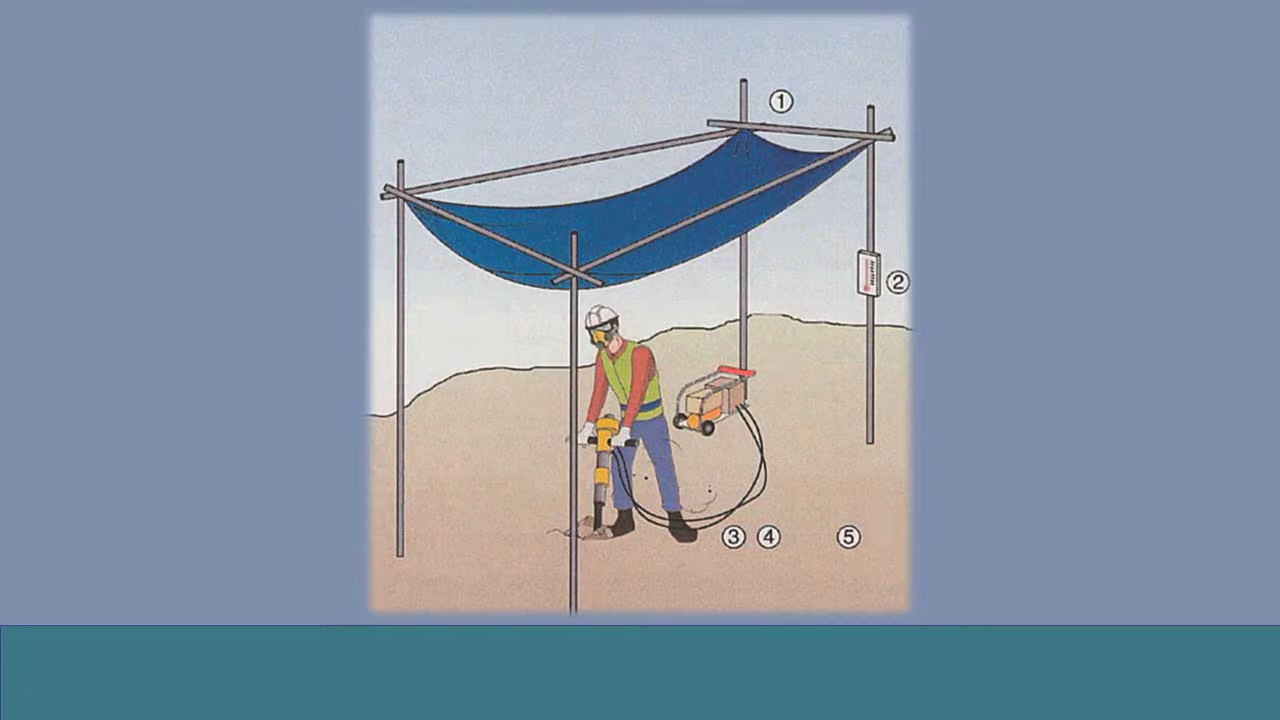 ①
②
③ ④ ⑤